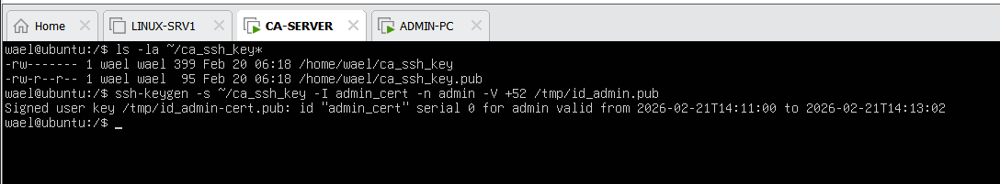 Home LINUX-SRV1 CA-SERVER ADMIN-PC
wael@ubuntu:/$ ls -la ~/ca_ssh_key*
-rw------- 1 wael wael 399 Feb 20 06:18 /home/wael/ca_ssh_key
-rw-r--r-- 1 wael wael  95 Feb 20 06:18 /home/wael/ca_ssh_key.pub
wael@ubuntu:/$ ssh-keygen -s ~/ca_ssh_key -I admin_cert -n admin -V +52 /tmp/id_admin.pub
Signed user key /tmp/id_admin-cert.pub: id "admin_cert" serial 0 for admin valid from 2026-02-21T14:11:00 to 2026-02-21T14:13:02
wael@ubuntu:/$ _